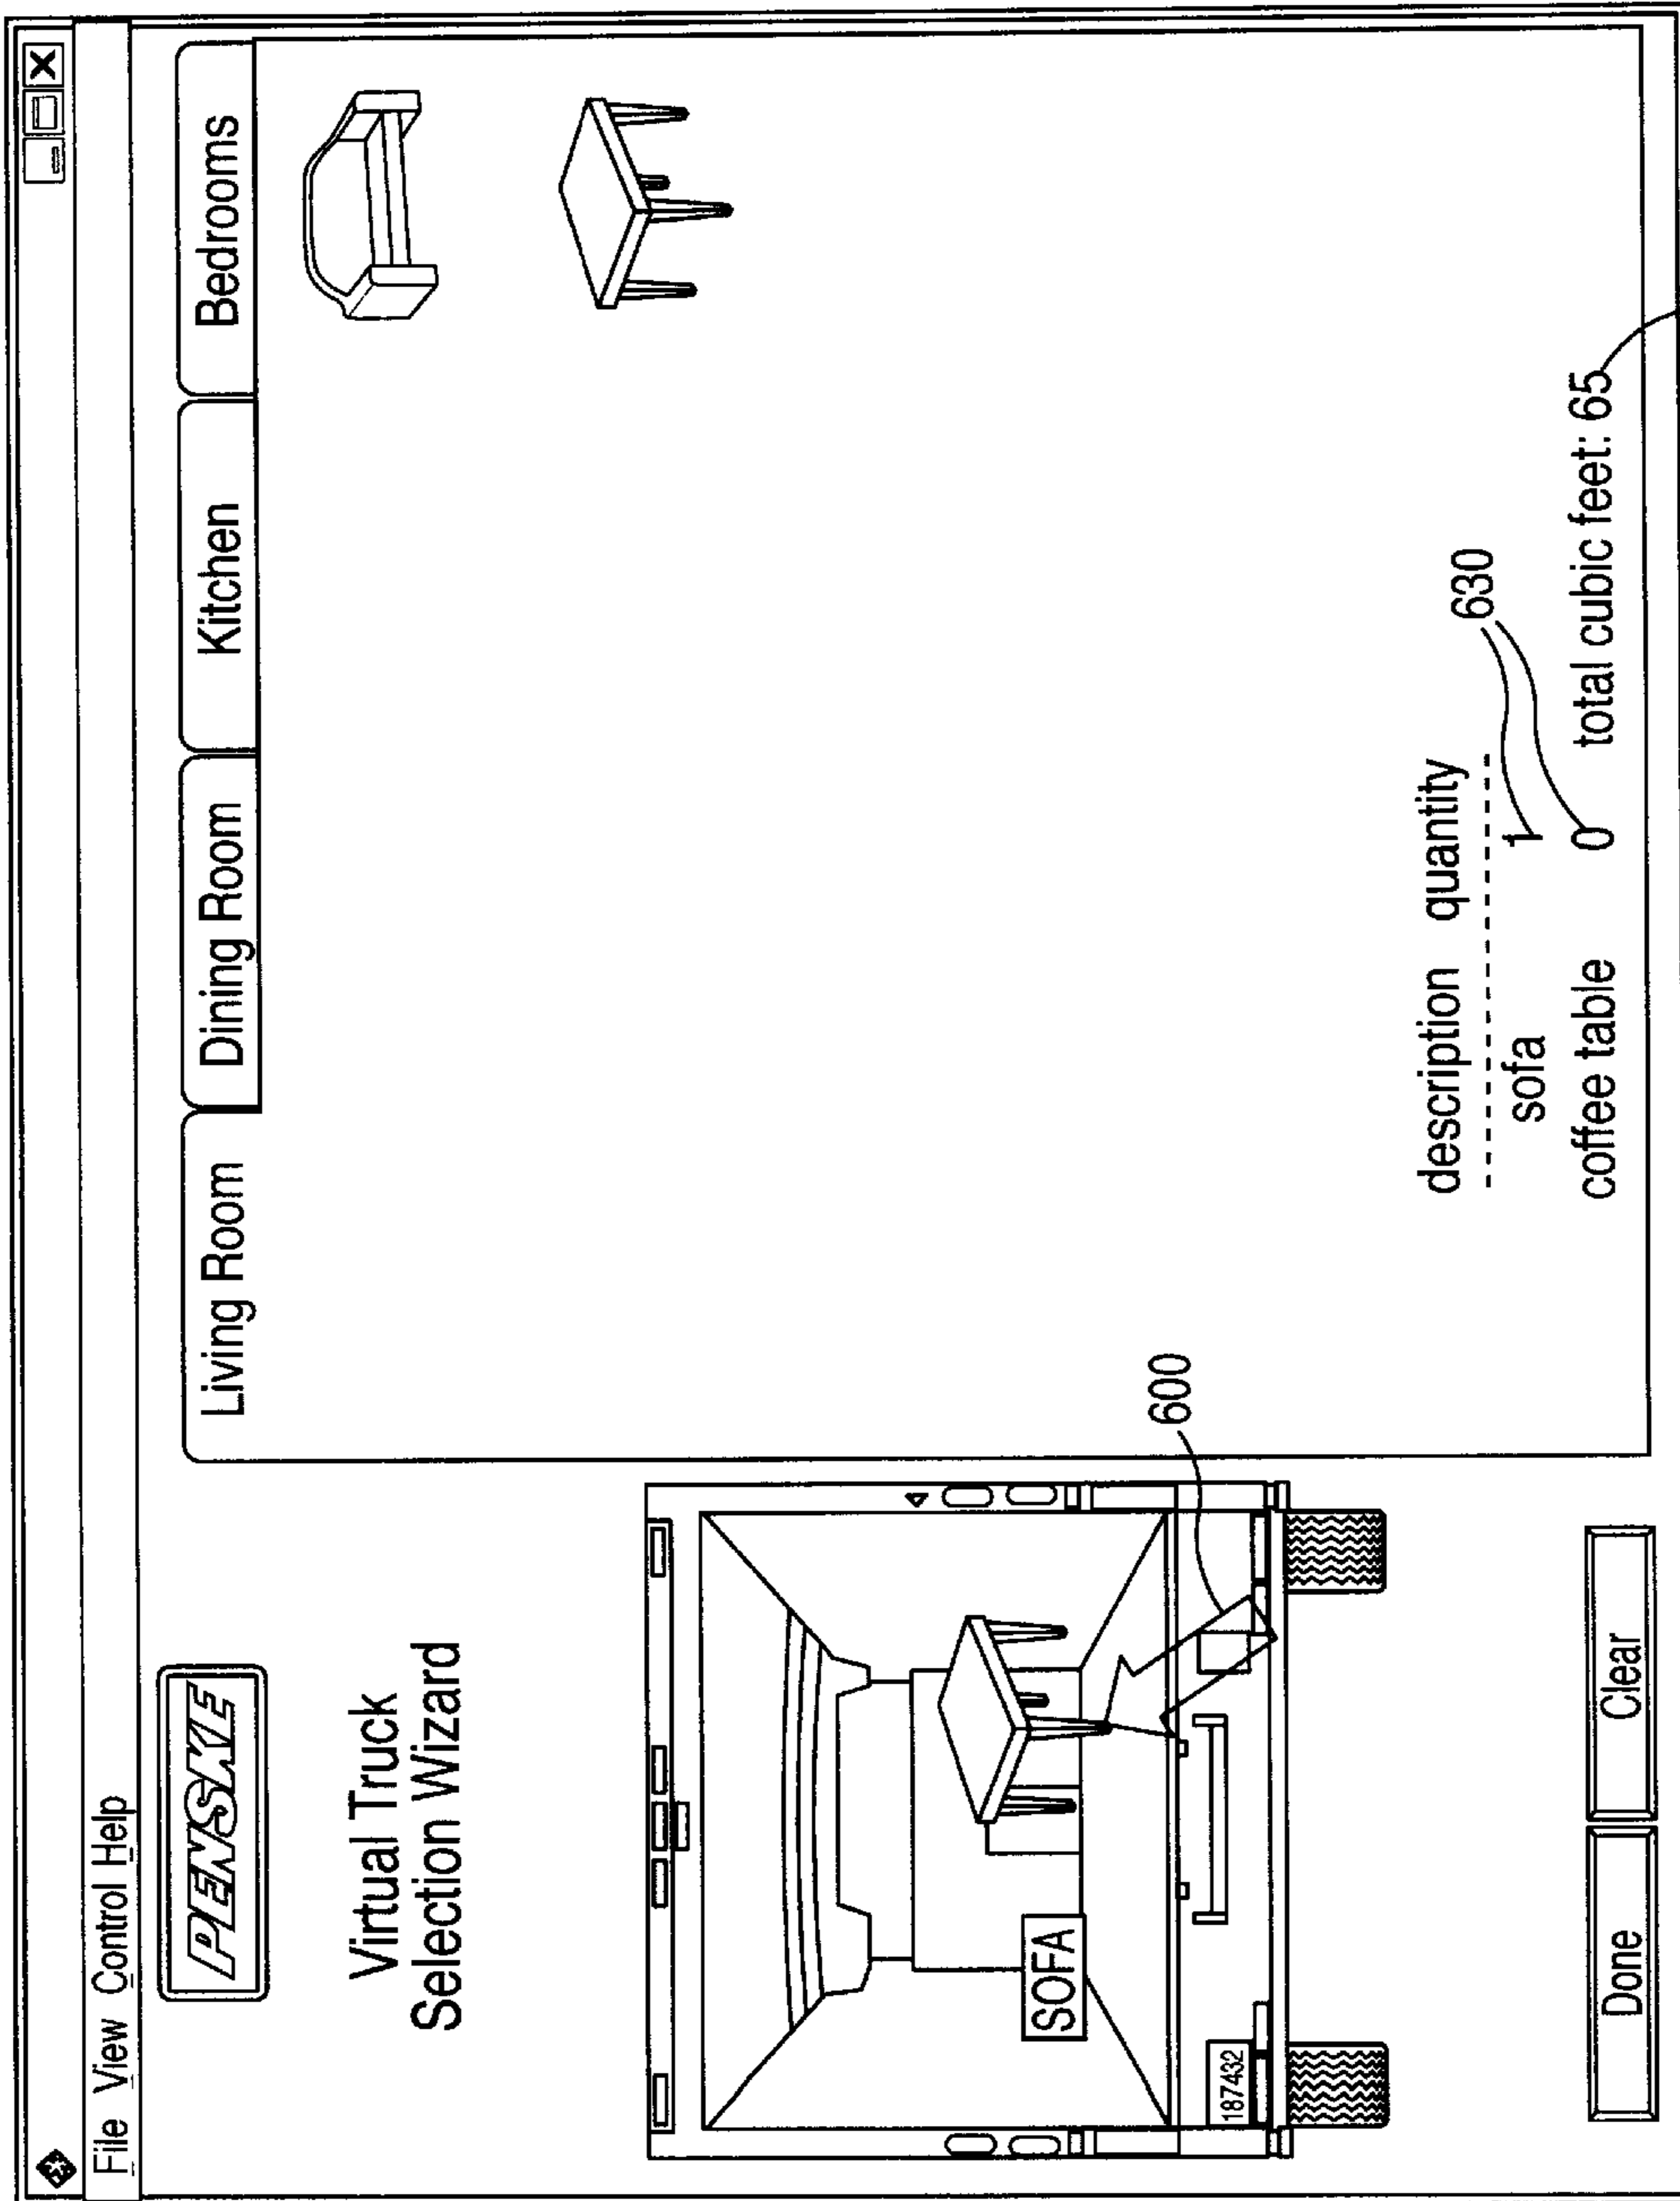 File View Control Help
PENSKE
Virtual Truck
Selection Wizard
SOFA
187432
600
Done Clear
Living Room Dining Room Kitchen Bedrooms
description quantity
sofa 1
630
coffee table 0
total cubic feet: 65